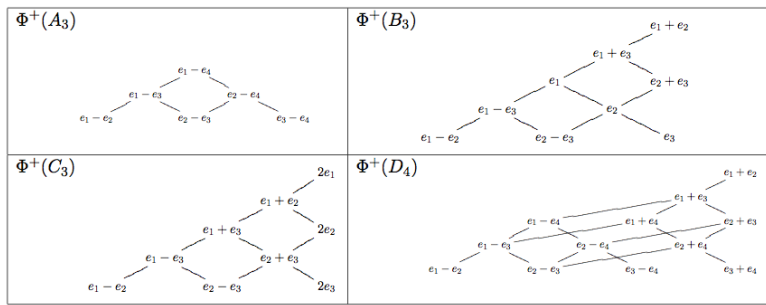 Φ⁺(A₃)
e₁ − e₄
e₁ − e₃ e₂ − e₄
e₁ − e₂ e₂ − e₃ e₃ − e₄
Φ⁺(B₃)
e₁ + e₂
e₁ + e₃
e₁ e₂ + e₃
e₁ − e₃ e₂
e₁ − e₂ e₂ − e₃ e₃
Φ⁺(C₃)
2e₁
e₁ + e₂
e₁ + e₃ 2e₂
e₁ − e₃ e₂ + e₃
e₁ − e₂ e₂ − e₃ 2e₃
Φ⁺(D₄)
e₁ + e₂
e₁ + e₃
e₁ − e₄ e₁ + e₄ e₂ + e₃
e₁ − e₃ e₂ − e₄ e₂ + e₄
e₁ − e₂ e₂ − e₃ e₃ − e₄ e₃ + e₄